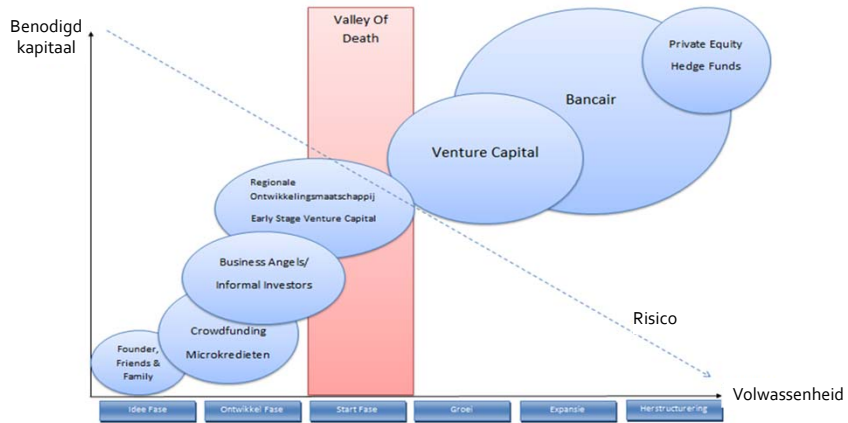 Benodigd
kapitaal
Valley Of
Death
Private Equity
Hedge Funds
Bancair
Venture Capital
Regionale
Ontwikkelingsmaatschappij
Early Stage Venture Capital
Business Angels/
Informal Investors
Crowdfunding
Microkredieten
Founder,
Friends &
Family
Risico
Volwassenheid
Idee Fase
Ontwikkel Fase
Start Fase
Groei
Expansie
Herstructurering